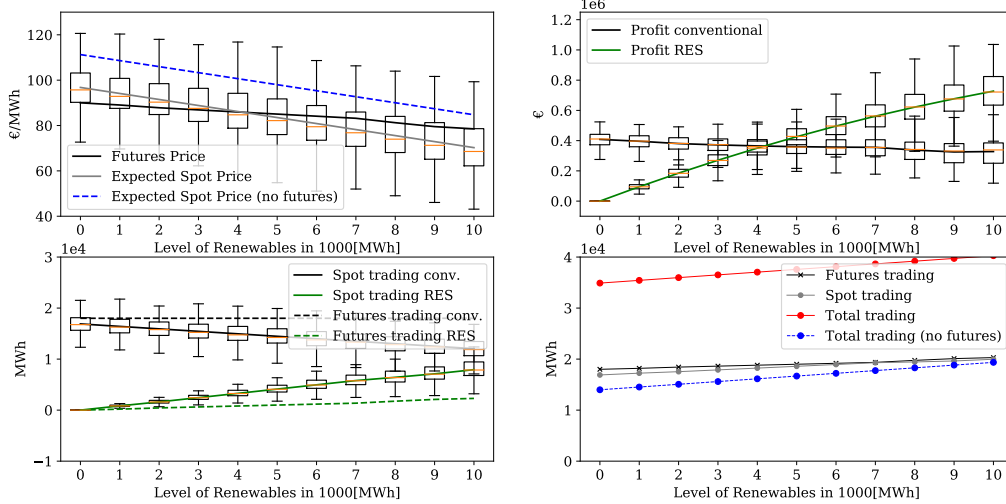 120
100
80
60
40
€/MWh
Futures Price
Expected Spot Price
Expected Spot Price (no futures)
0 1 2 3 4 5 6 7 8 9 10
Level of Renewables in 1000[MWh]
1e6
1.2
1.0
0.8
0.6
0.4
0.2
0.0
€
Profit conventional
Profit RES
0 1 2 3 4 5 6 7 8 9 10
Level of Renewables in 1000[MWh]
1e4
3
2
1
0
−1
MWh
Spot trading conv.
Spot trading RES
Futures trading conv.
Futures trading RES
0 1 2 3 4 5 6 7 8 9 10
Level of Renewables in 1000[MWh]
1e4
4
3
2
1
0
MWh
Futures trading
Spot trading
Total trading
Total trading (no futures)
0 1 2 3 4 5 6 7 8 9 10
Level of Renewables in 1000[MWh]